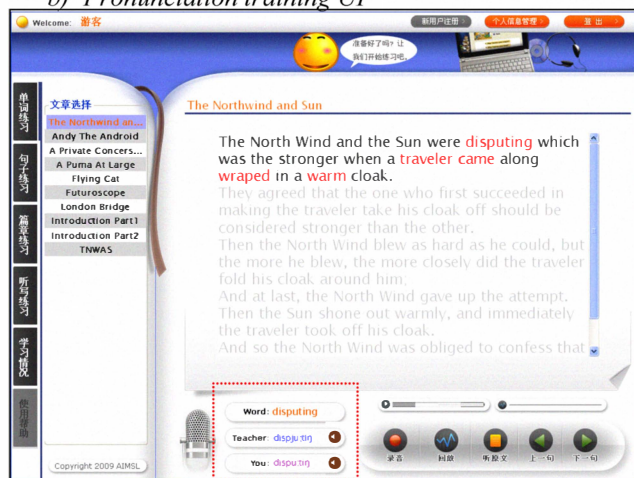 b) Pronunciation training UI
Welcome: 游客
新用户注册
个人信息管理
登出
准备好了吗? 让
我们开始练习吧.
单词练习
句子练习
篇章练习
听写练习
学习情况
使用帮助
文章选择
The Northwind an...
Andy The Android
A Private Concers...
A Puma At Large
Flying Cat
Futuroscope
London Bridge
Introduction Part1
Introduction Part2
TNWAS
Copyright 2009 AIMSL
The Northwind and Sun
The North Wind and the Sun were disputing which
was the stronger when a traveler came along
wraped in a warm cloak.
They agreed that the one who first succeeded in
making the traveler take his cloak off should be
considered stronger than the other.
Then the North Wind blew as hard as he could, but
the more he blew, the more closely did the traveler
fold his cloak around him;
And at last, the North Wind gave up the attempt.
Then the Sun shone out warmly, and immediately
the traveler took off his cloak.
And so the North Wind was obliged to confess that
Word: disputing
Teacher: dispju:tiŋ
You: dispu:tiŋ
录音
回放
听原文
上一句
下一句